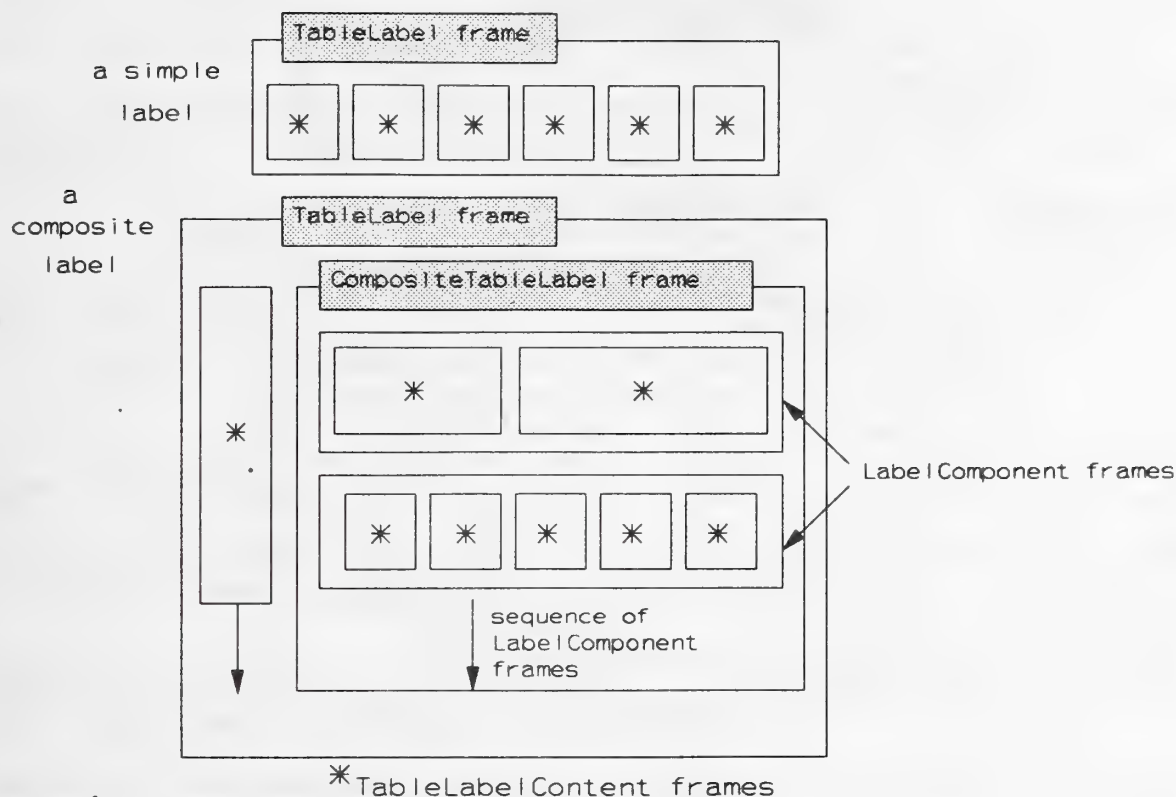 TableLabel frame
a simple
label
*
*
*
*
*
*
a
composite
label
TableLabel frame
CompositeTableLabel frame
*
*
*
LabelComponent frames
*
*
*
*
*
sequence of
LabelComponent
frames
* TableLabelContent frames